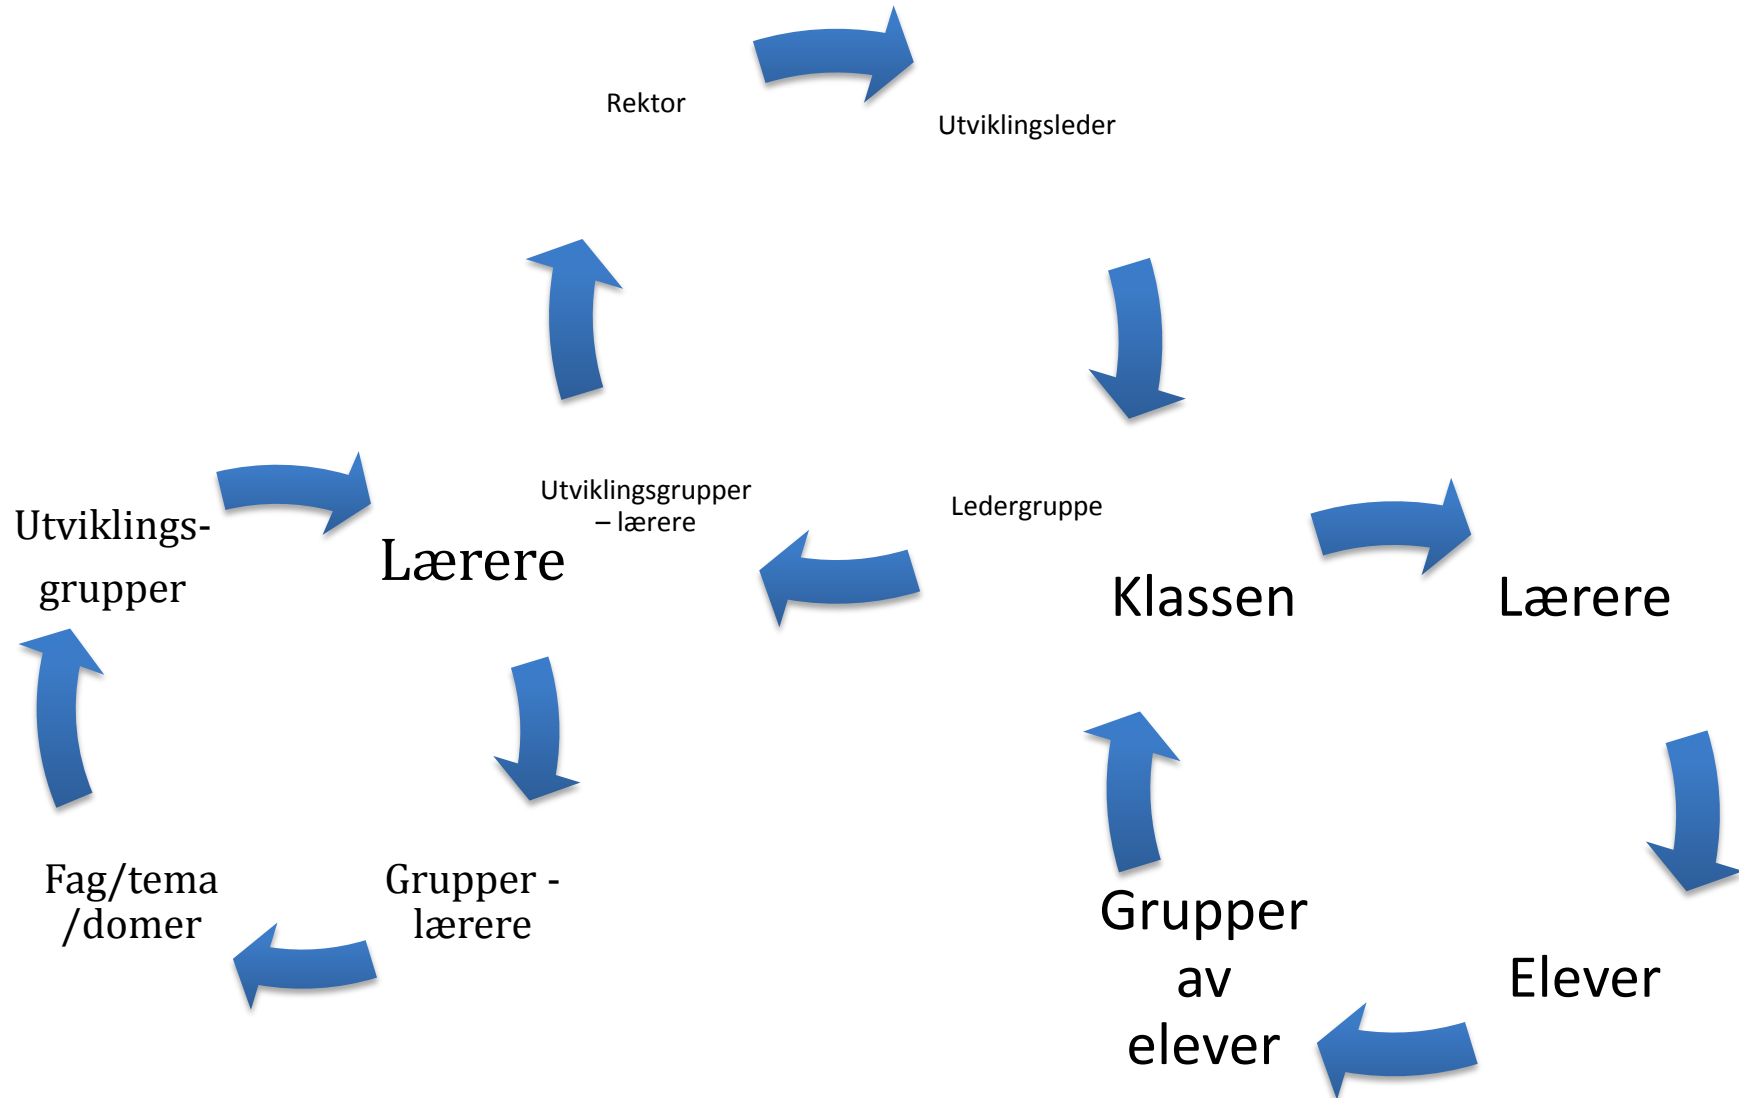 Rektor
Utviklingsleder
Utviklingsgrupper
– lærere
Ledergruppe
Utviklings-
grupper
Lærere
Grupper -
lærere
Fag/tema
/domer
Klassen
Lærere
Elever
Grupper
av
elever